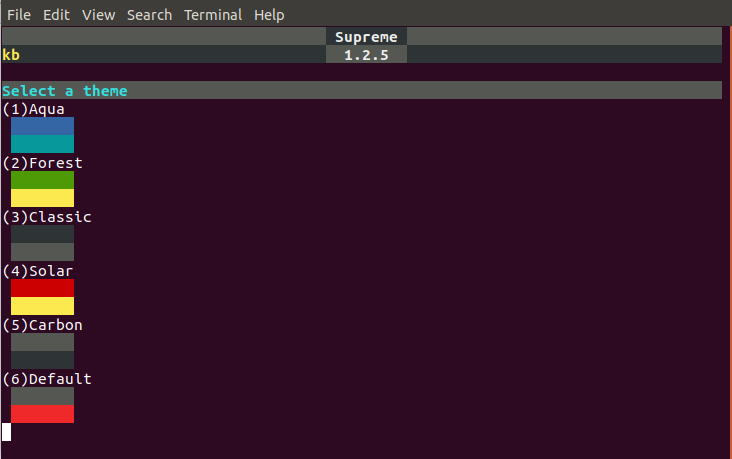 File Edit View Search Terminal Help
Supreme
kb 1.2.5
Select a theme
(1)Aqua
(2)Forest
(3)Classic
(4)Solar
(5)Carbon
(6)Default